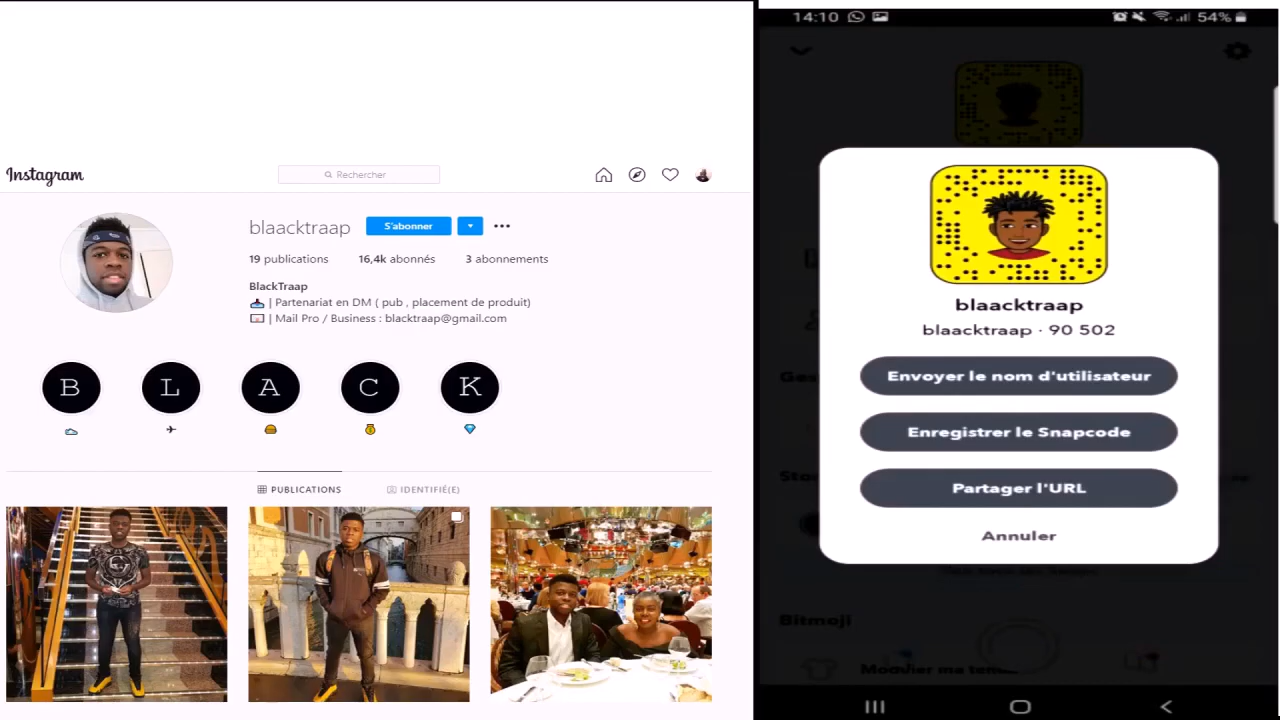 Instagram
Rechercher
blaacktraap S'abonner
19 publications 16,4k abonnés 3 abonnements
BlackTraap
| Partenariat en DM ( pub , placement de produit)
| Mail Pro / Business : blacktraap@gmail.com
B L A C K
PUBLICATIONS IDENTIFIÉ(E)
14:10 54%
blaacktraap
blaacktraap · 90 502
Envoyer le nom d'utilisateur
Enregistrer le Snapcode
Partager l'URL
Annuler
Bitmoji